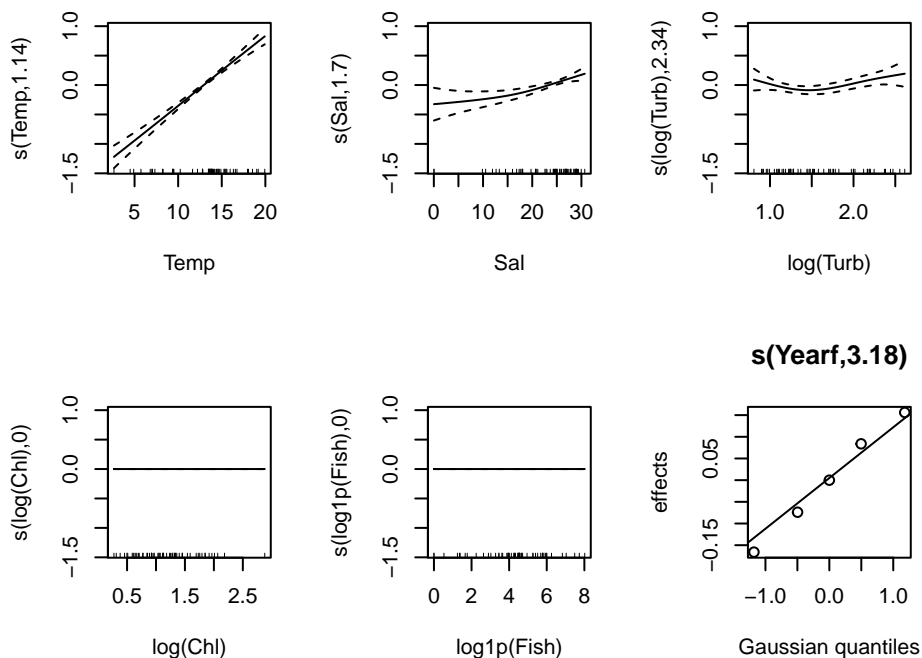 s(Temp,1.14)
1.0
0.0
−1.5
5 10 15 20
Temp
s(Sal,1.7)
1.0
0.0
−1.5
0 10 20 30
Sal
s(log(Turb),2.34)
1.0
0.0
−1.5
1.0 2.0
log(Turb)
s(log(Chl),0)
1.0
0.0
−1.5
0.5 1.5 2.5
log(Chl)
s(log1p(Fish),0)
1.0
0.0
−1.5
0 2 4 6 8
log1p(Fish)
s(Yearf,3.18)
effects
0.05
−0.15
−1.0 0.0 1.0
Gaussian quantiles